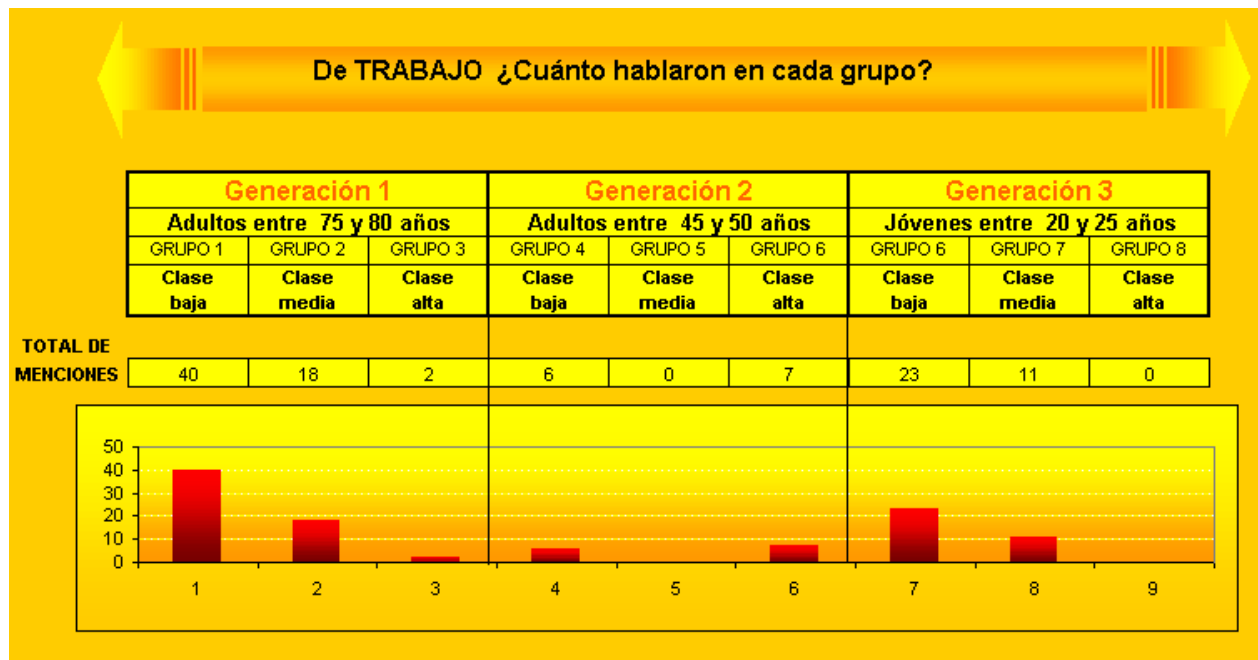 De TRABAJO ¿Cuánto hablaron en cada grupo?
Generación 1 Generación 2 Generación 3
Adultos entre 75 y 80 años Adultos entre 45 y 50 años Jóvenes entre 20 y 25 años
GRUPO 1 GRUPO 2 GRUPO 3 GRUPO 4 GRUPO 5 GRUPO 6 GRUPO 6 GRUPO 7 GRUPO 8
Clase Clase Clase Clase Clase Clase Clase Clase Clase
baja media alta baja media alta baja media alta
TOTAL DE
MENCIONES 40 18 2 6 0 7 23 11 0
50
40
30
20
10
0
1 2 3 4 5 6 7 8 9